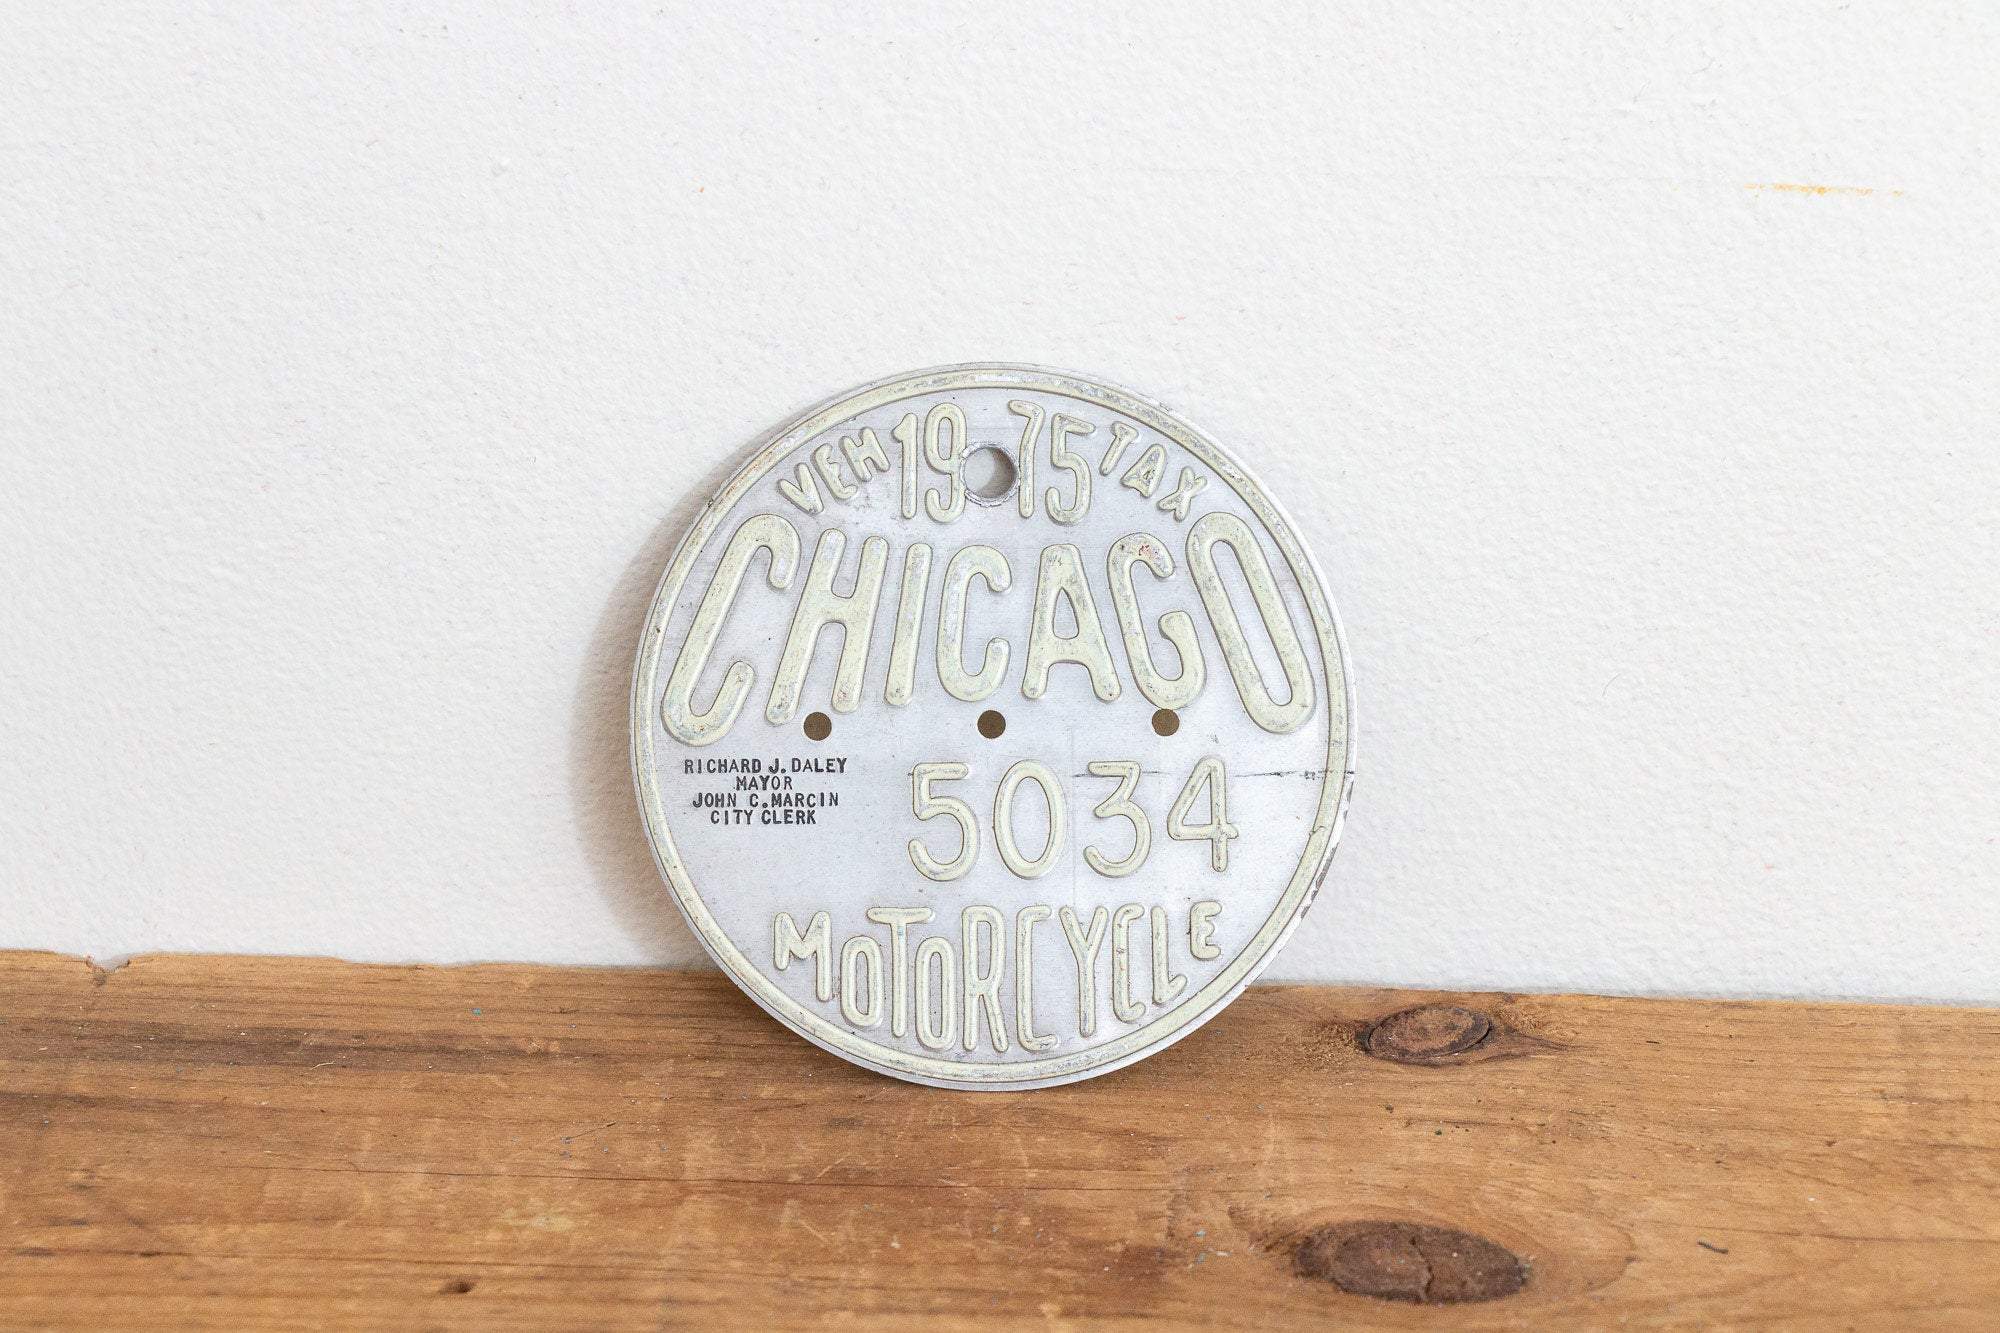 VEH 1975 TAX
CHICAGO
RICHARD J. DALEY
MAYOR
JOHN C. MARCIN
CITY CLERK
5034
MOTORCYCLE